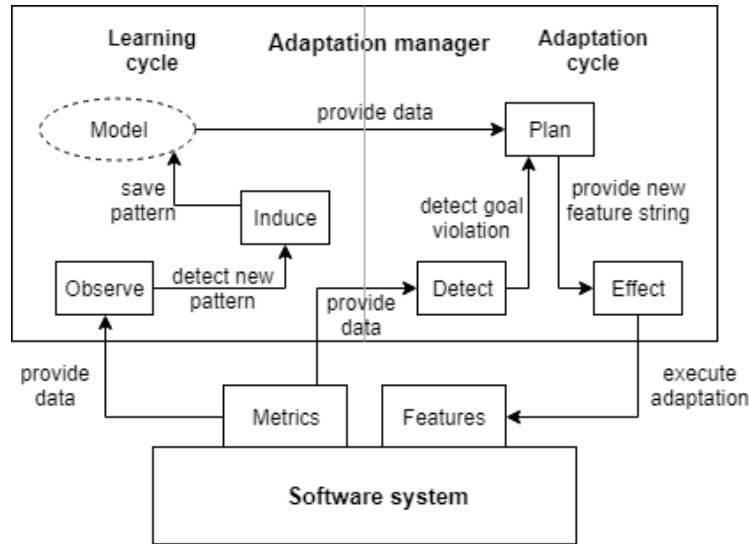 Learning
cycle
Adaptation manager
Adaptation
cycle
Model
provide data
Plan
save
pattern
Induce
detect goal
violation
provide new
feature string
Observe
detect new
pattern
provide
data
Detect
Effect
provide
data
Metrics
Features
execute
adaptation
Software system